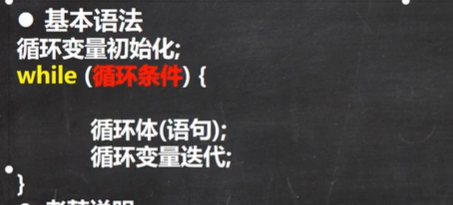 ● 基本语法
循环变量初始化;
while (循环条件) {
循环体(语句);
循环变量迭代;
}